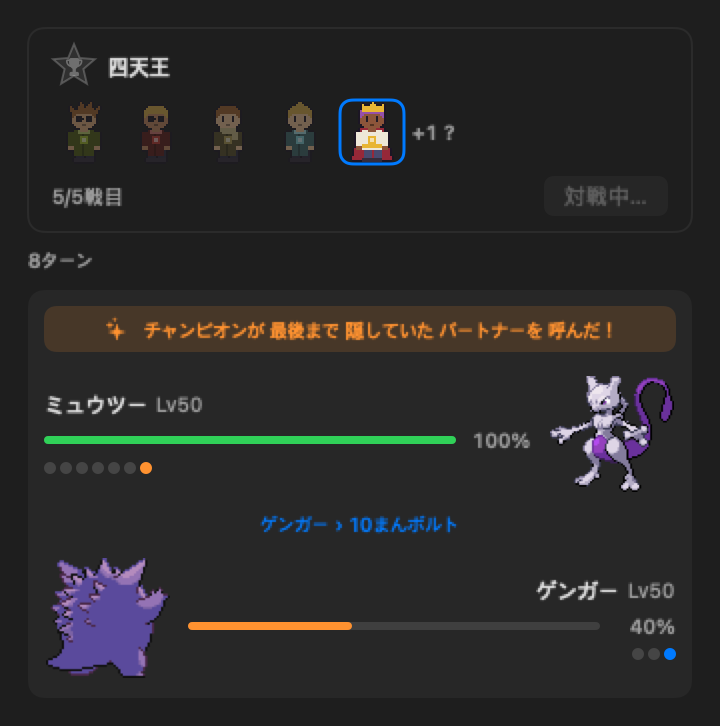 四天王
+1 ?
5/5戦目
対戦中...
8ターン
チャンピオンが 最後まで 隠していた パートナーを 呼んだ！
ミュウツー Lv50
100%
ゲンガー › 10まんボルト
ゲンガー Lv50
40%